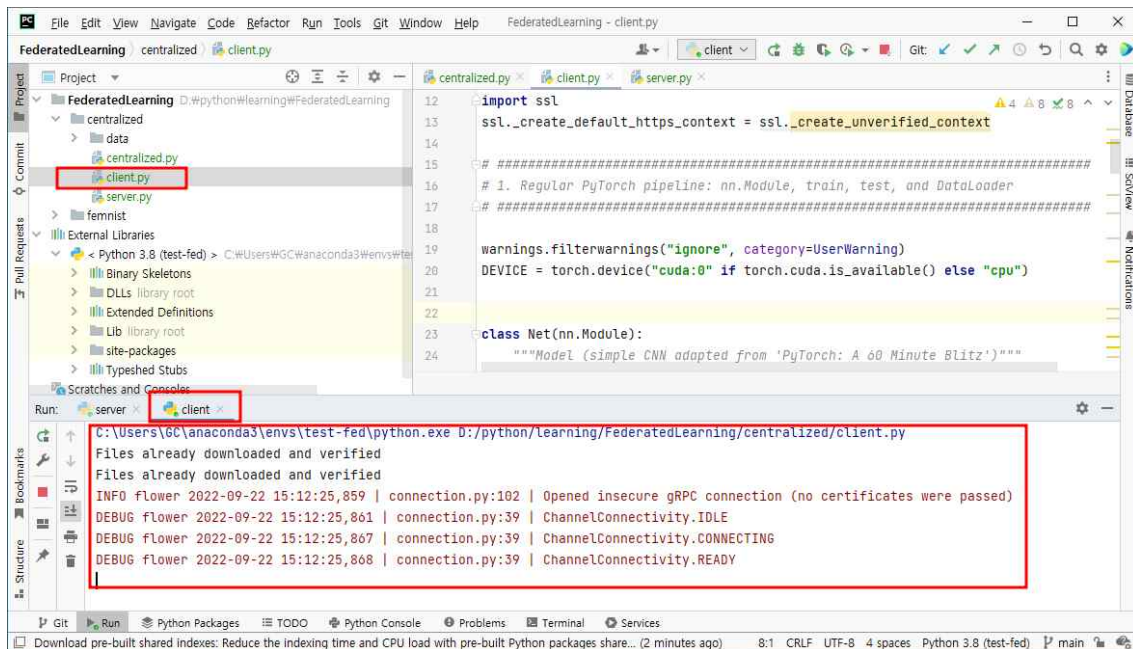 PC File Edit View Navigate Code Refactor Run Tools Git Window Help FederatedLearning - client.py
FederatedLearning centralized client.py client Git:
Project centralized.py client.py server.py
FederatedLearning D:₩python₩learning₩FederatedLearning
centralized
data
centralized.py
client.py
server.py
femnist
External Libraries
< Python 3.8 (test-fed) > C:₩Users₩GC₩anaconda3₩envs₩te
Binary Skeletons
DLLs library root
Extended Definitions
Lib library root
site-packages
Typeshed Stubs
Scratches and Consoles
4 8 8
12 import ssl
13 ssl._create_default_https_context = ssl._create_unverified_context
14
15 # ############################################################################
16 # 1. Regular PyTorch pipeline: nn.Module, train, test, and DataLoader
17 # ############################################################################
18
19 warnings.filterwarnings("ignore", category=UserWarning)
20 DEVICE = torch.device("cuda:0" if torch.cuda.is_available() else "cpu")
21
22
23 class Net(nn.Module):
24 """Model (simple CNN adapted from 'PyTorch: A 60 Minute Blitz')"""
Project
Commit
Pull Requests
Bookmarks
Structure
Database
SciView
Notifications
Run: server client
C:\Users\GC\anaconda3\envs\test-fed\python.exe D:/python/learning/FederatedLearning/centralized/client.py
Files already downloaded and verified
Files already downloaded and verified
INFO flower 2022-09-22 15:12:25,859 | connection.py:102 | Opened insecure gRPC connection (no certificates were passed)
DEBUG flower 2022-09-22 15:12:25,861 | connection.py:39 | ChannelConnectivity.IDLE
DEBUG flower 2022-09-22 15:12:25,867 | connection.py:39 | ChannelConnectivity.CONNECTING
DEBUG flower 2022-09-22 15:12:25,868 | connection.py:39 | ChannelConnectivity.READY
Git Run Python Packages TODO Python Console Problems Terminal Services
Download pre-built shared indexes: Reduce the indexing time and CPU load with pre-built Python packages share... (2 minutes ago) 8:1 CRLF UTF-8 4 spaces Python 3.8 (test-fed) main